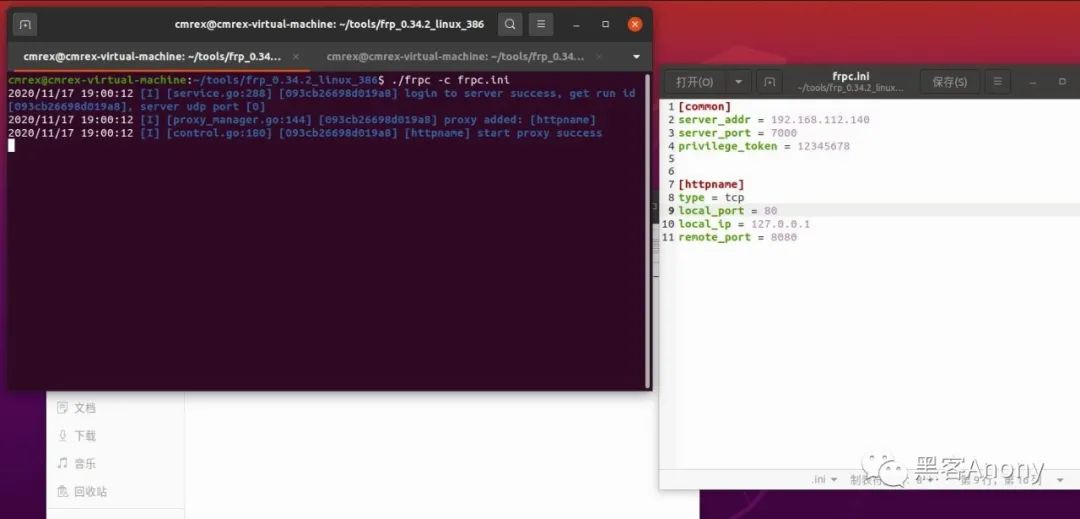 cmrex@cmrex-virtual-machine: ~/tools/frp_0.34.2_linux_386
cmrex@cmrex-virtual-machine: ~/tools/frp_0.34...
cmrex@cmrex-virtual-machine: ~/tools/frp_0.34...
cmrex@cmrex-virtual-machine:~/tools/frp_0.34.2_linux_386$ ./frpc -c frpc.ini
2020/11/17 19:00:12 [I] [service.go:288] [093cb26698d019a8] login to server success, get run id
[093cb26698d019a8], server udp port [0]
2020/11/17 19:00:12 [I] [proxy_manager.go:144] [093cb26698d019a8] proxy added: [httpname]
2020/11/17 19:00:12 [I] [control.go:180] [093cb26698d019a8] [httpname] start proxy success
打开(O)
frpc.ini
~/tools/frp_0.34.2_linux...
保存(S)
1 [common]
2 server_addr = 192.168.112.140
3 server_port = 7000
4 privilege_token = 12345678
5
6
7 [httpname]
8 type = tcp
9 local_port = 80
10 local_ip = 127.0.0.1
11 remote_port = 8080
文档
下载
音乐
回收站
.ini
第 9 行，第 16 列
黑客Anony